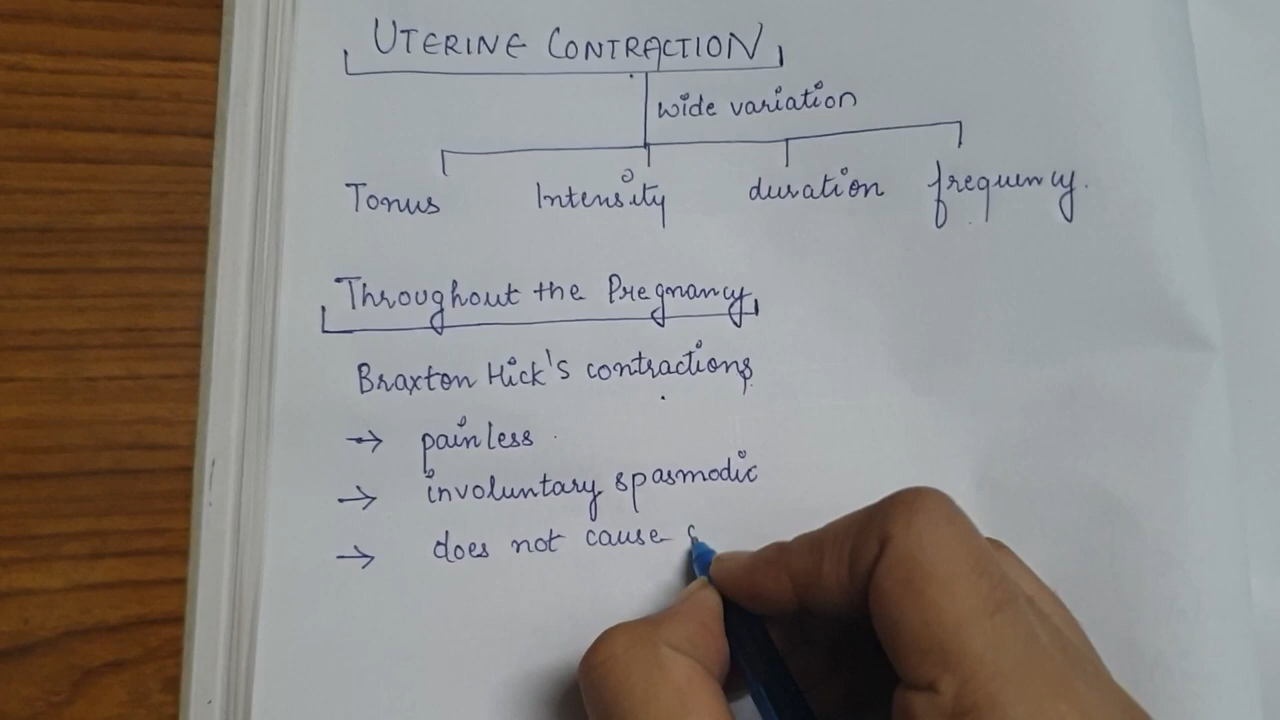 UTERINE CONTRACTION
wide variation
Tonus Intensity duration frequency.
Throughout the Pregnancy
Braxton Hick's contractions
→ painless
→ involuntary spasmodic
→ does not cause